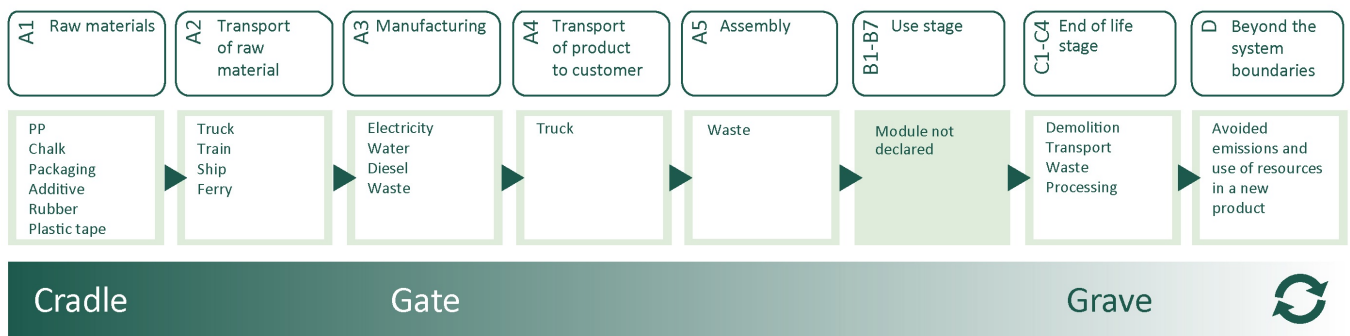 A1
Raw materials
A2
Transport
of raw
material
A3
Manufacturing
A4
Transport
of product
to customer
A5
Assembly
B1-B7
Use stage
C1-C4
End of life
stage
D
Beyond the
system
boundaries
PP
Chalk
Packaging
Additive
Rubber
Plastic tape
Truck
Train
Ship
Ferry
Electricity
Water
Diesel
Waste
Truck
Waste
Module not
declared
Demolition
Transport
Waste
Processing
Avoided
emissions and
use of resources
in a new
product
Cradle
Gate
Grave